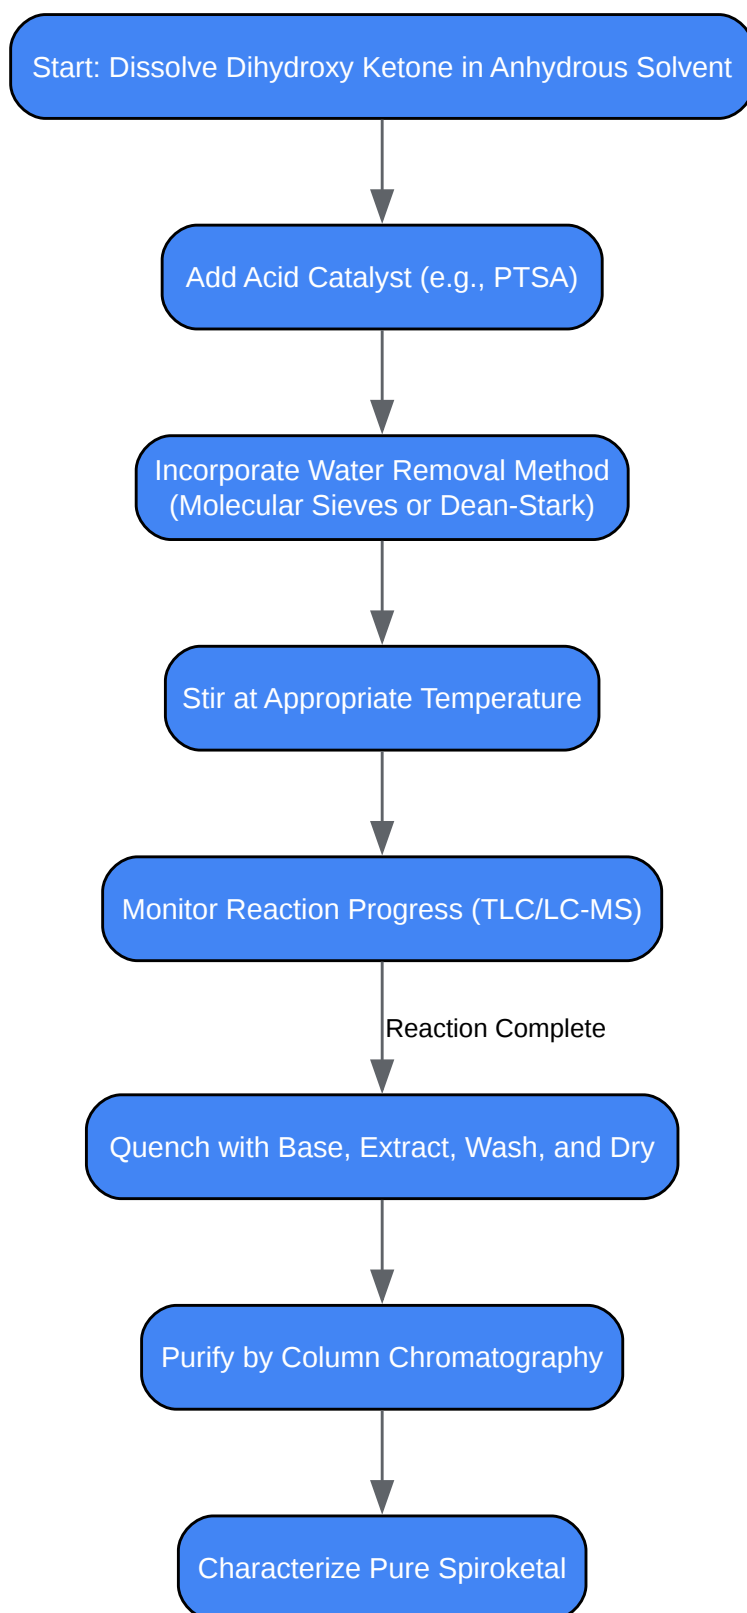 Start: Dissolve Dihydroxy Ketone in Anhydrous Solvent
Add Acid Catalyst (e.g., PTSA)
Incorporate Water Removal Method
(Molecular Sieves or Dean-Stark)
Stir at Appropriate Temperature
Monitor Reaction Progress (TLC/LC-MS)
Reaction Complete
Quench with Base, Extract, Wash, and Dry
Purify by Column Chromatography
Characterize Pure Spiroketal